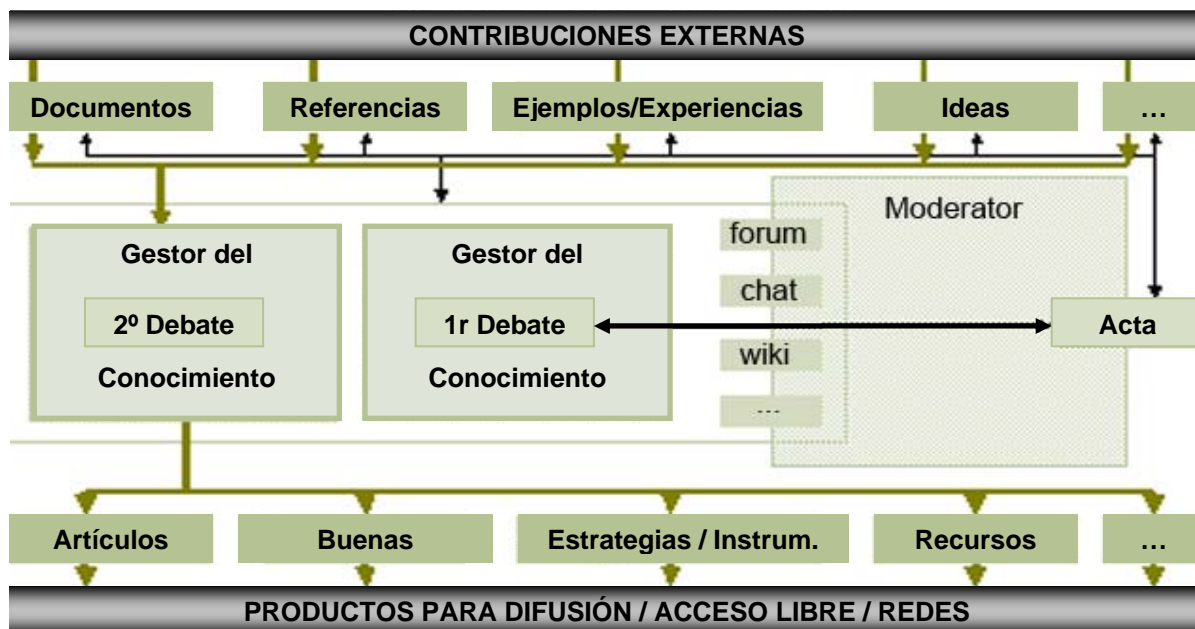 CONTRIBUCIONES EXTERNAS
Documentos
Referencias
Ejemplos/Experiencias
Ideas
...
Moderator
Gestor del
2º Debate
Conocimiento
Gestor del
1r Debate
Conocimiento
forum
chat
wiki
...
Acta
Artículos
Buenas
Estrategias / Instrum.
Recursos
...
PRODUCTOS PARA DIFUSIÓN / ACCESO LIBRE / REDES